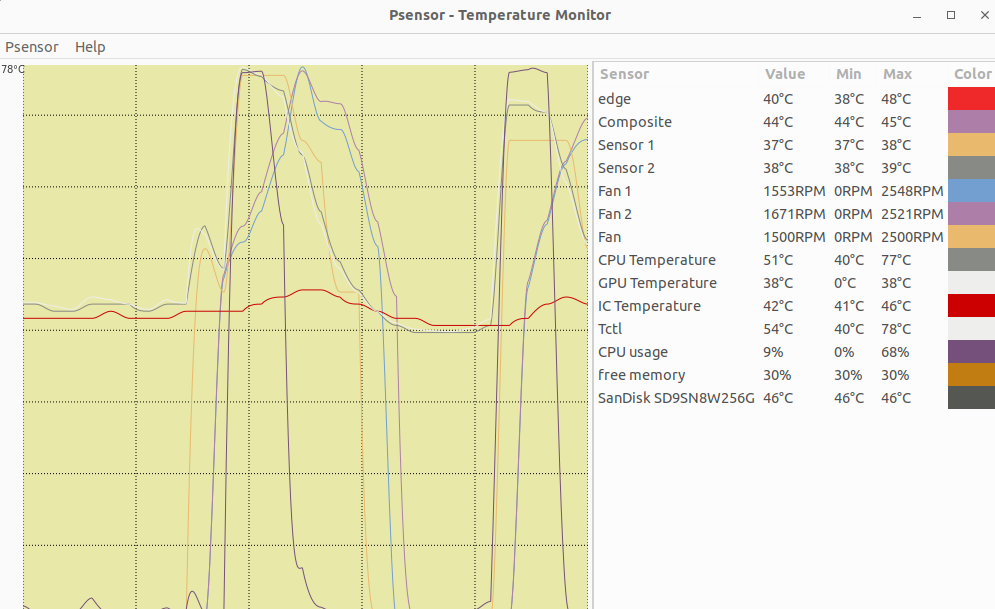 Psensor - Temperature Monitor
Psensor Help
78°C
Sensor Value Min Max Color
edge 40°C 38°C 48°C
Composite 44°C 44°C 45°C
Sensor 1 37°C 37°C 38°C
Sensor 2 38°C 38°C 39°C
Fan 1 1553RPM 0RPM 2548RPM
Fan 2 1671RPM 0RPM 2521RPM
Fan 1500RPM 0RPM 2500RPM
CPU Temperature 51°C 40°C 77°C
GPU Temperature 38°C 0°C 38°C
IC Temperature 42°C 41°C 46°C
Tctl 54°C 40°C 78°C
CPU usage 9% 0% 68%
free memory 30% 30% 30%
SanDisk SD9SN8W256G 46°C 46°C 46°C